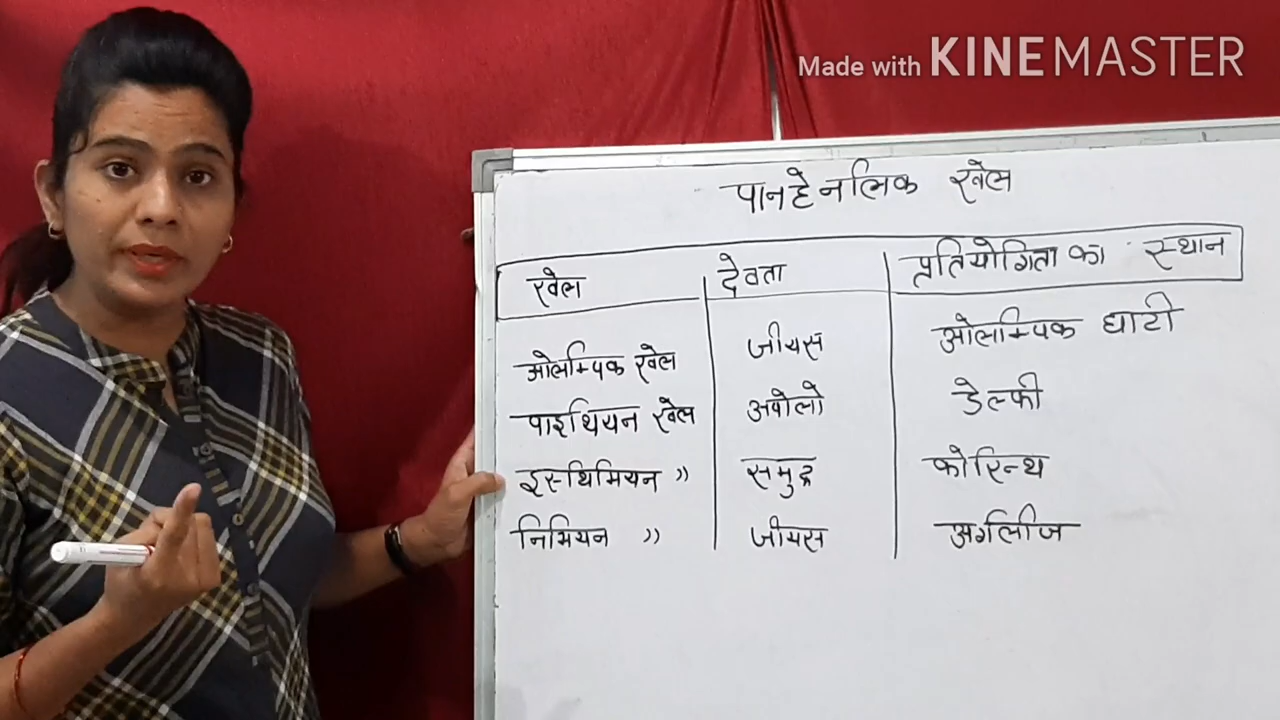 Made with KINEMASTER
पानहेनलिक खेल
खेल देवता प्रतियोगिता का स्थान
ओलम्पिक खेल जीयस ओलम्पिक घाटी
पाइथियन खेल अपोलो डेल्फी
इस्थिमियन " समुद्र कोरिन्थ
निमियन " जीयस अर्गलीज